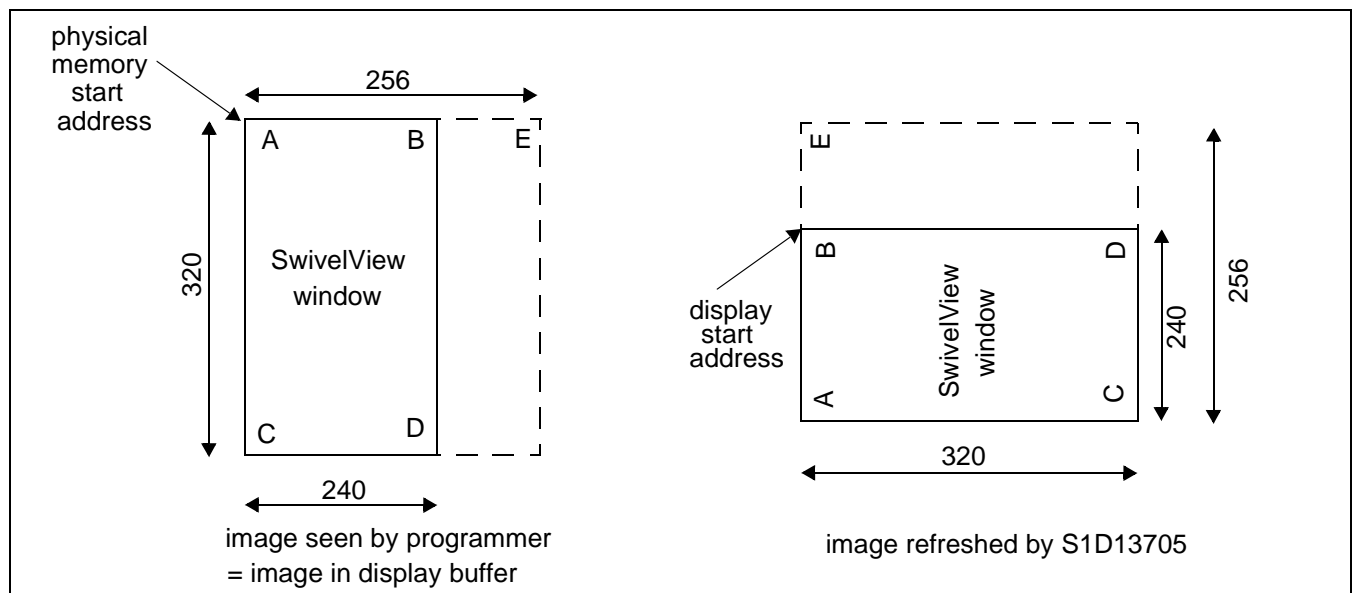 physical
memory
start
address
256
A
B
E
320
SwivelView
window
C
D
240
image seen by programmer
= image in display buffer
E
display
start
address
B
D
SwivelView
window
A
C
240
256
320
image refreshed by S1D13705